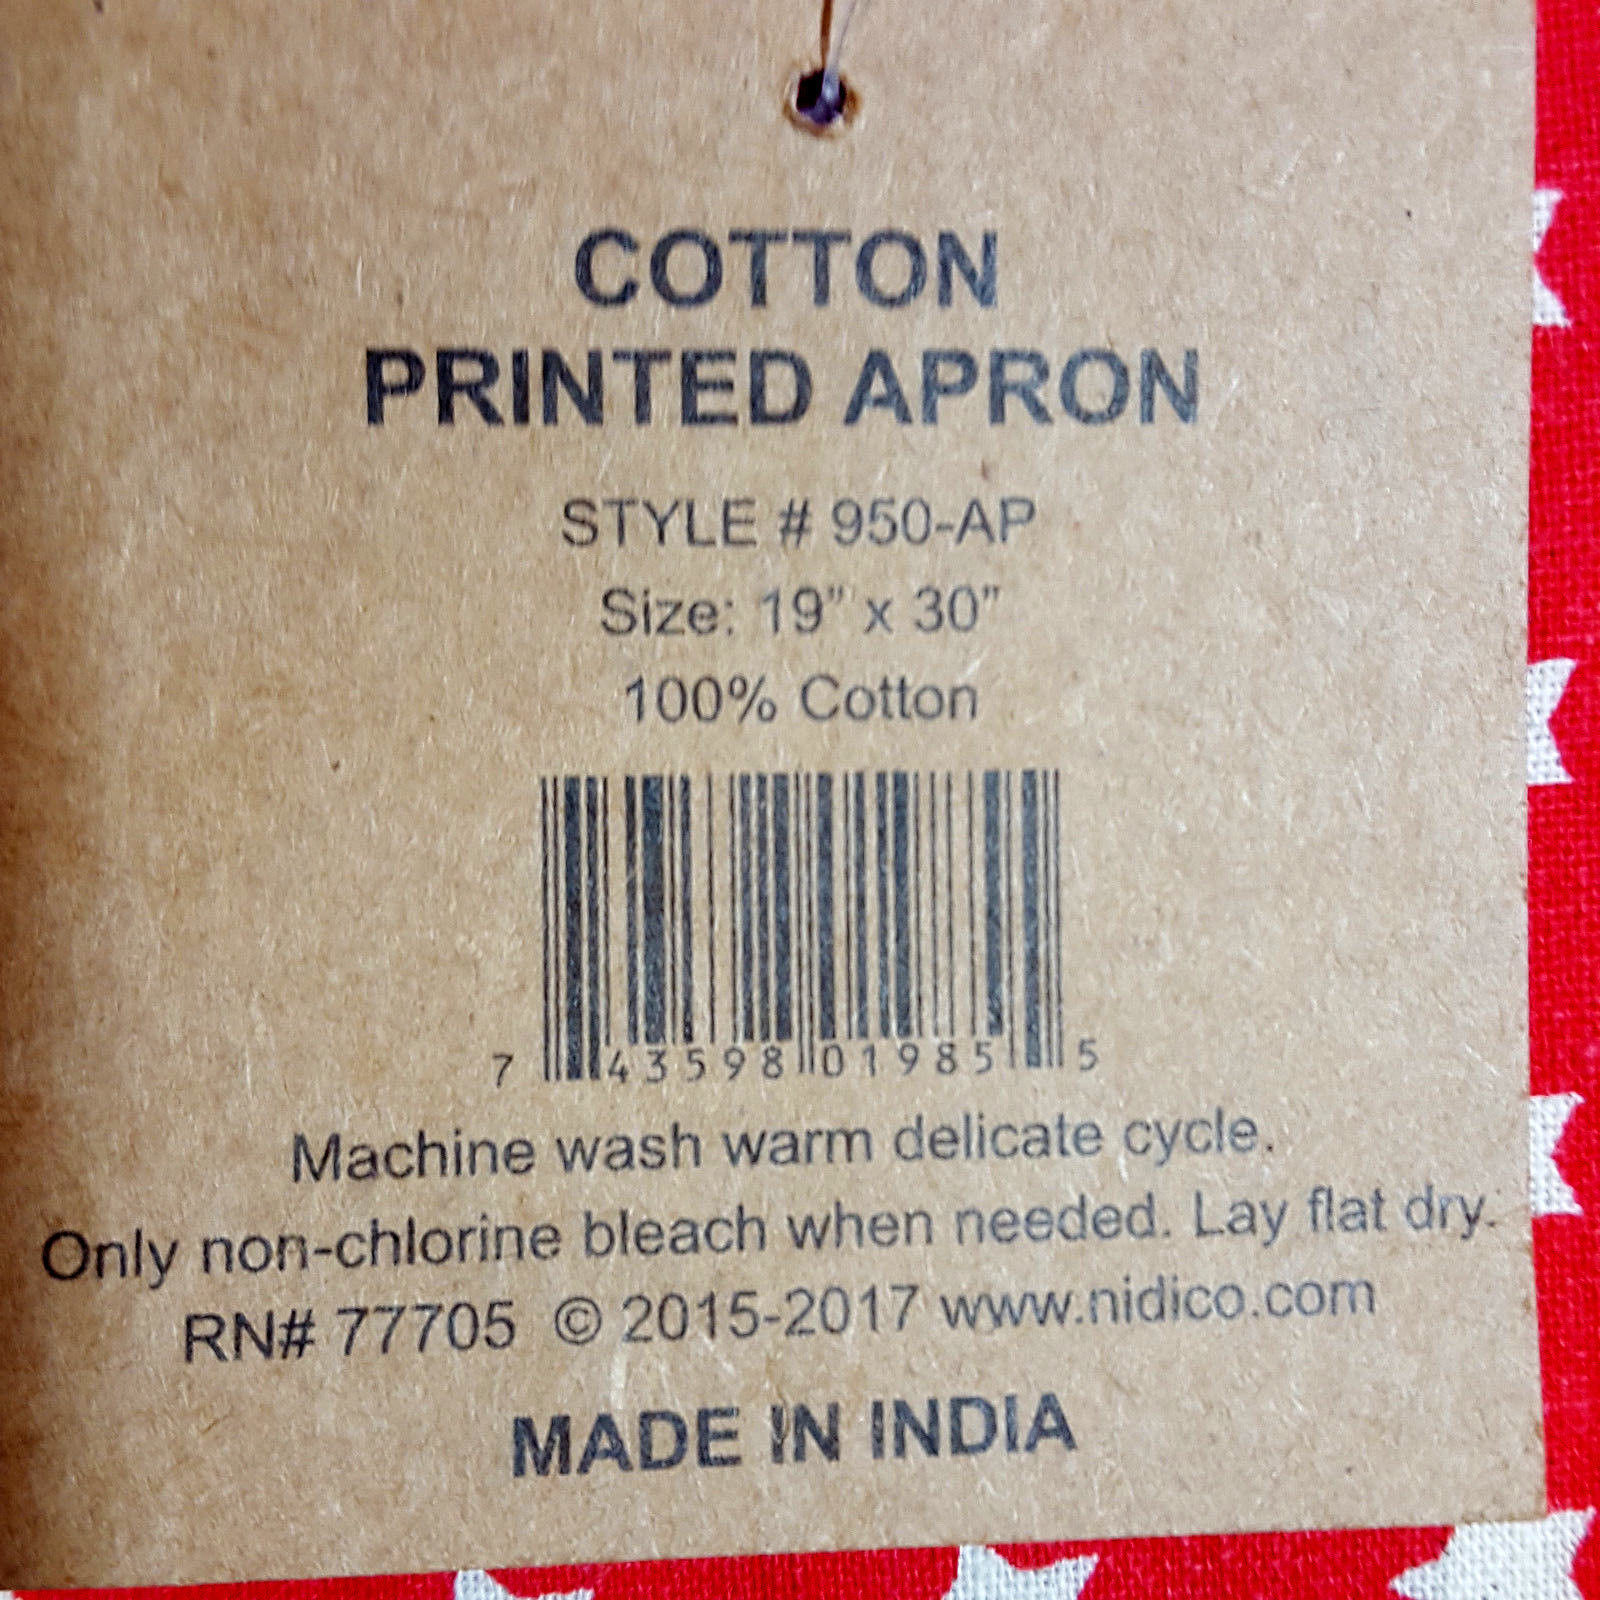 COTTON
PRINTED APRON
STYLE # 950-AP
Size: 19” x 30”
100% Cotton
7 43598 01985 5
Machine wash warm delicate cycle.
Only non-chlorine bleach when needed. Lay flat dry.
RN# 77705 © 2015-2017 www.nidico.com
MADE IN INDIA